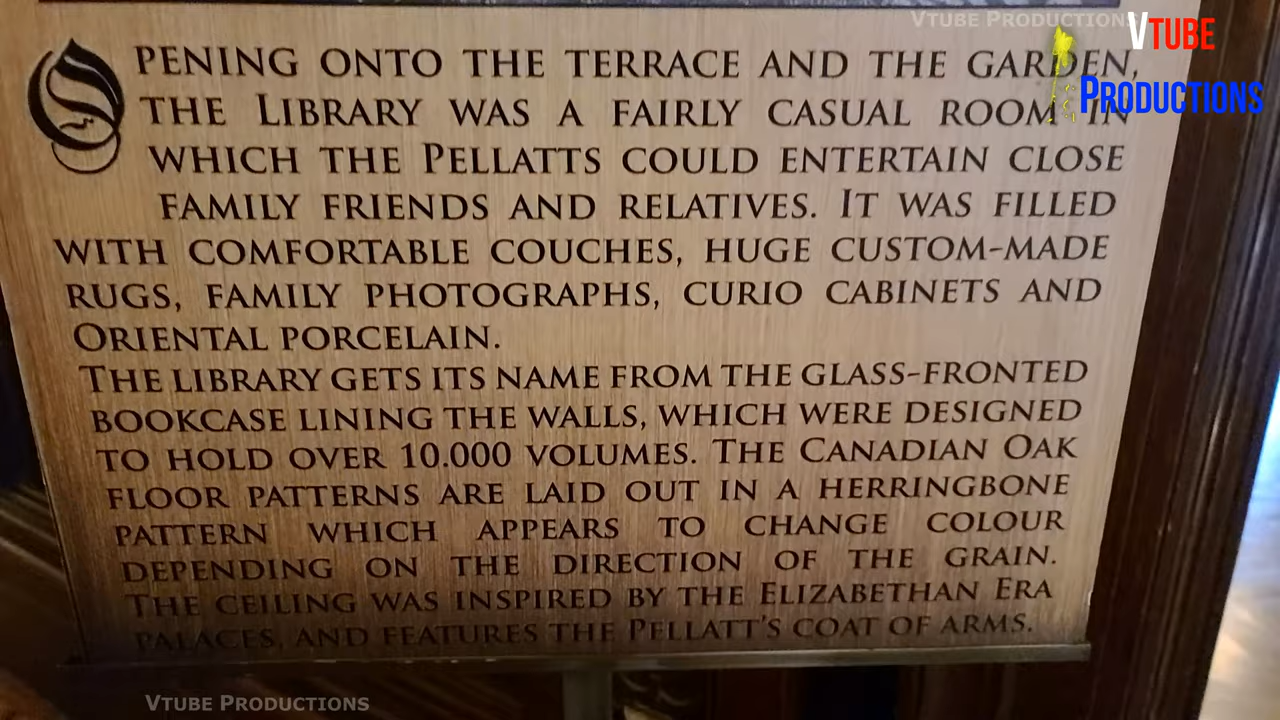 VTUBE PRODUCTIONS
VTUBE
PRODUCTIONS
OPENING ONTO THE TERRACE AND THE GARDEN,
THE LIBRARY WAS A FAIRLY CASUAL ROOM IN
WHICH THE PELLATTS COULD ENTERTAIN CLOSE
FAMILY FRIENDS AND RELATIVES. IT WAS FILLED
WITH COMFORTABLE COUCHES, HUGE CUSTOM-MADE
RUGS, FAMILY PHOTOGRAPHS, CURIO CABINETS AND
ORIENTAL PORCELAIN.
THE LIBRARY GETS ITS NAME FROM THE GLASS-FRONTED
BOOKCASE LINING THE WALLS, WHICH WERE DESIGNED
TO HOLD OVER 10.000 VOLUMES. THE CANADIAN OAK
FLOOR PATTERNS ARE LAID OUT IN A HERRINGBONE
PATTERN WHICH APPEARS TO CHANGE COLOUR
DEPENDING ON THE DIRECTION OF THE GRAIN.
THE CEILING WAS INSPIRED BY THE ELIZABETHAN ERA
PALACES, AND FEATURES THE PELLATT'S COAT OF ARMS.
VTUBE PRODUCTIONS